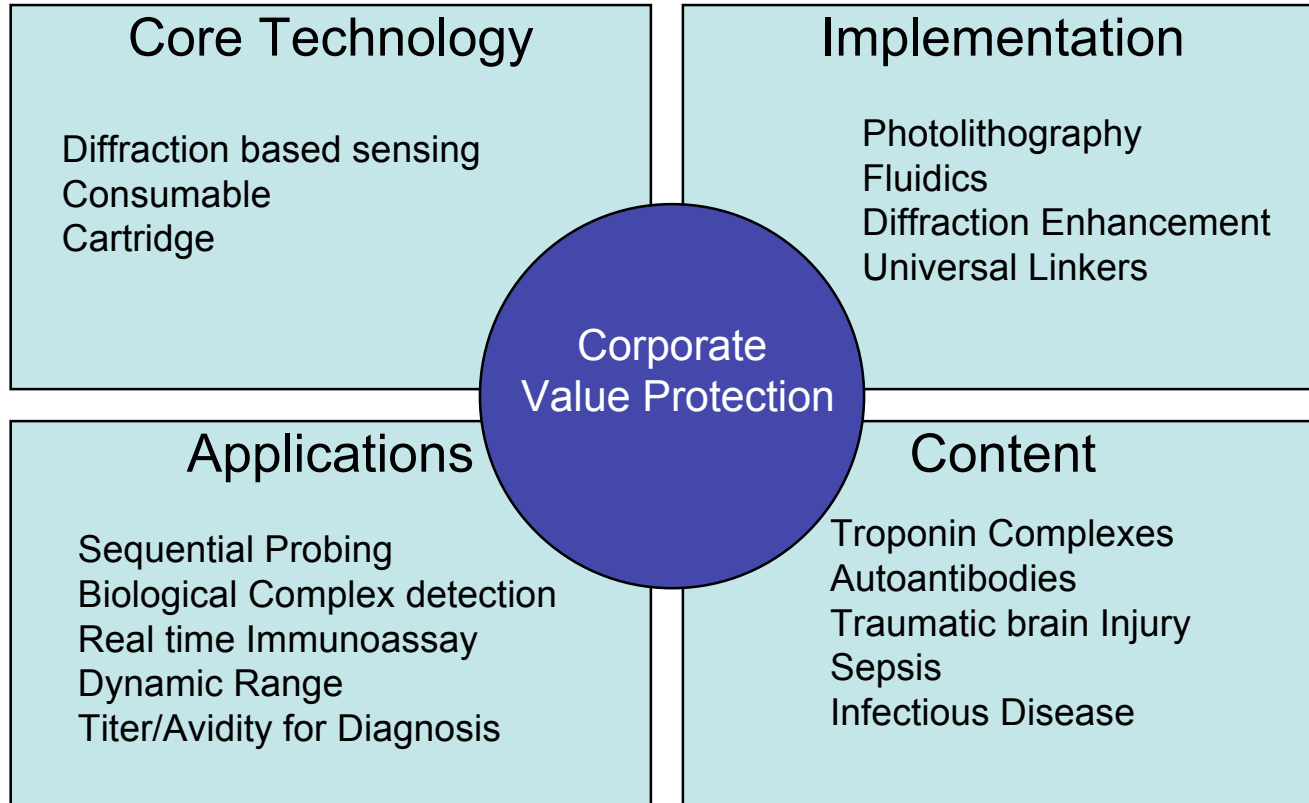 Core Technology
Diffraction based sensing
Consumable
Cartridge
Implementation
Photolithography
Fluidics
Diffraction Enhancement
Universal Linkers
Corporate
Value Protection
Applications
Sequential Probing
Biological Complex detection
Real time Immunoassay
Dynamic Range
Titer/Avidity for Diagnosis
Content
Troponin Complexes
Autoantibodies
Traumatic brain Injury
Sepsis
Infectious Disease